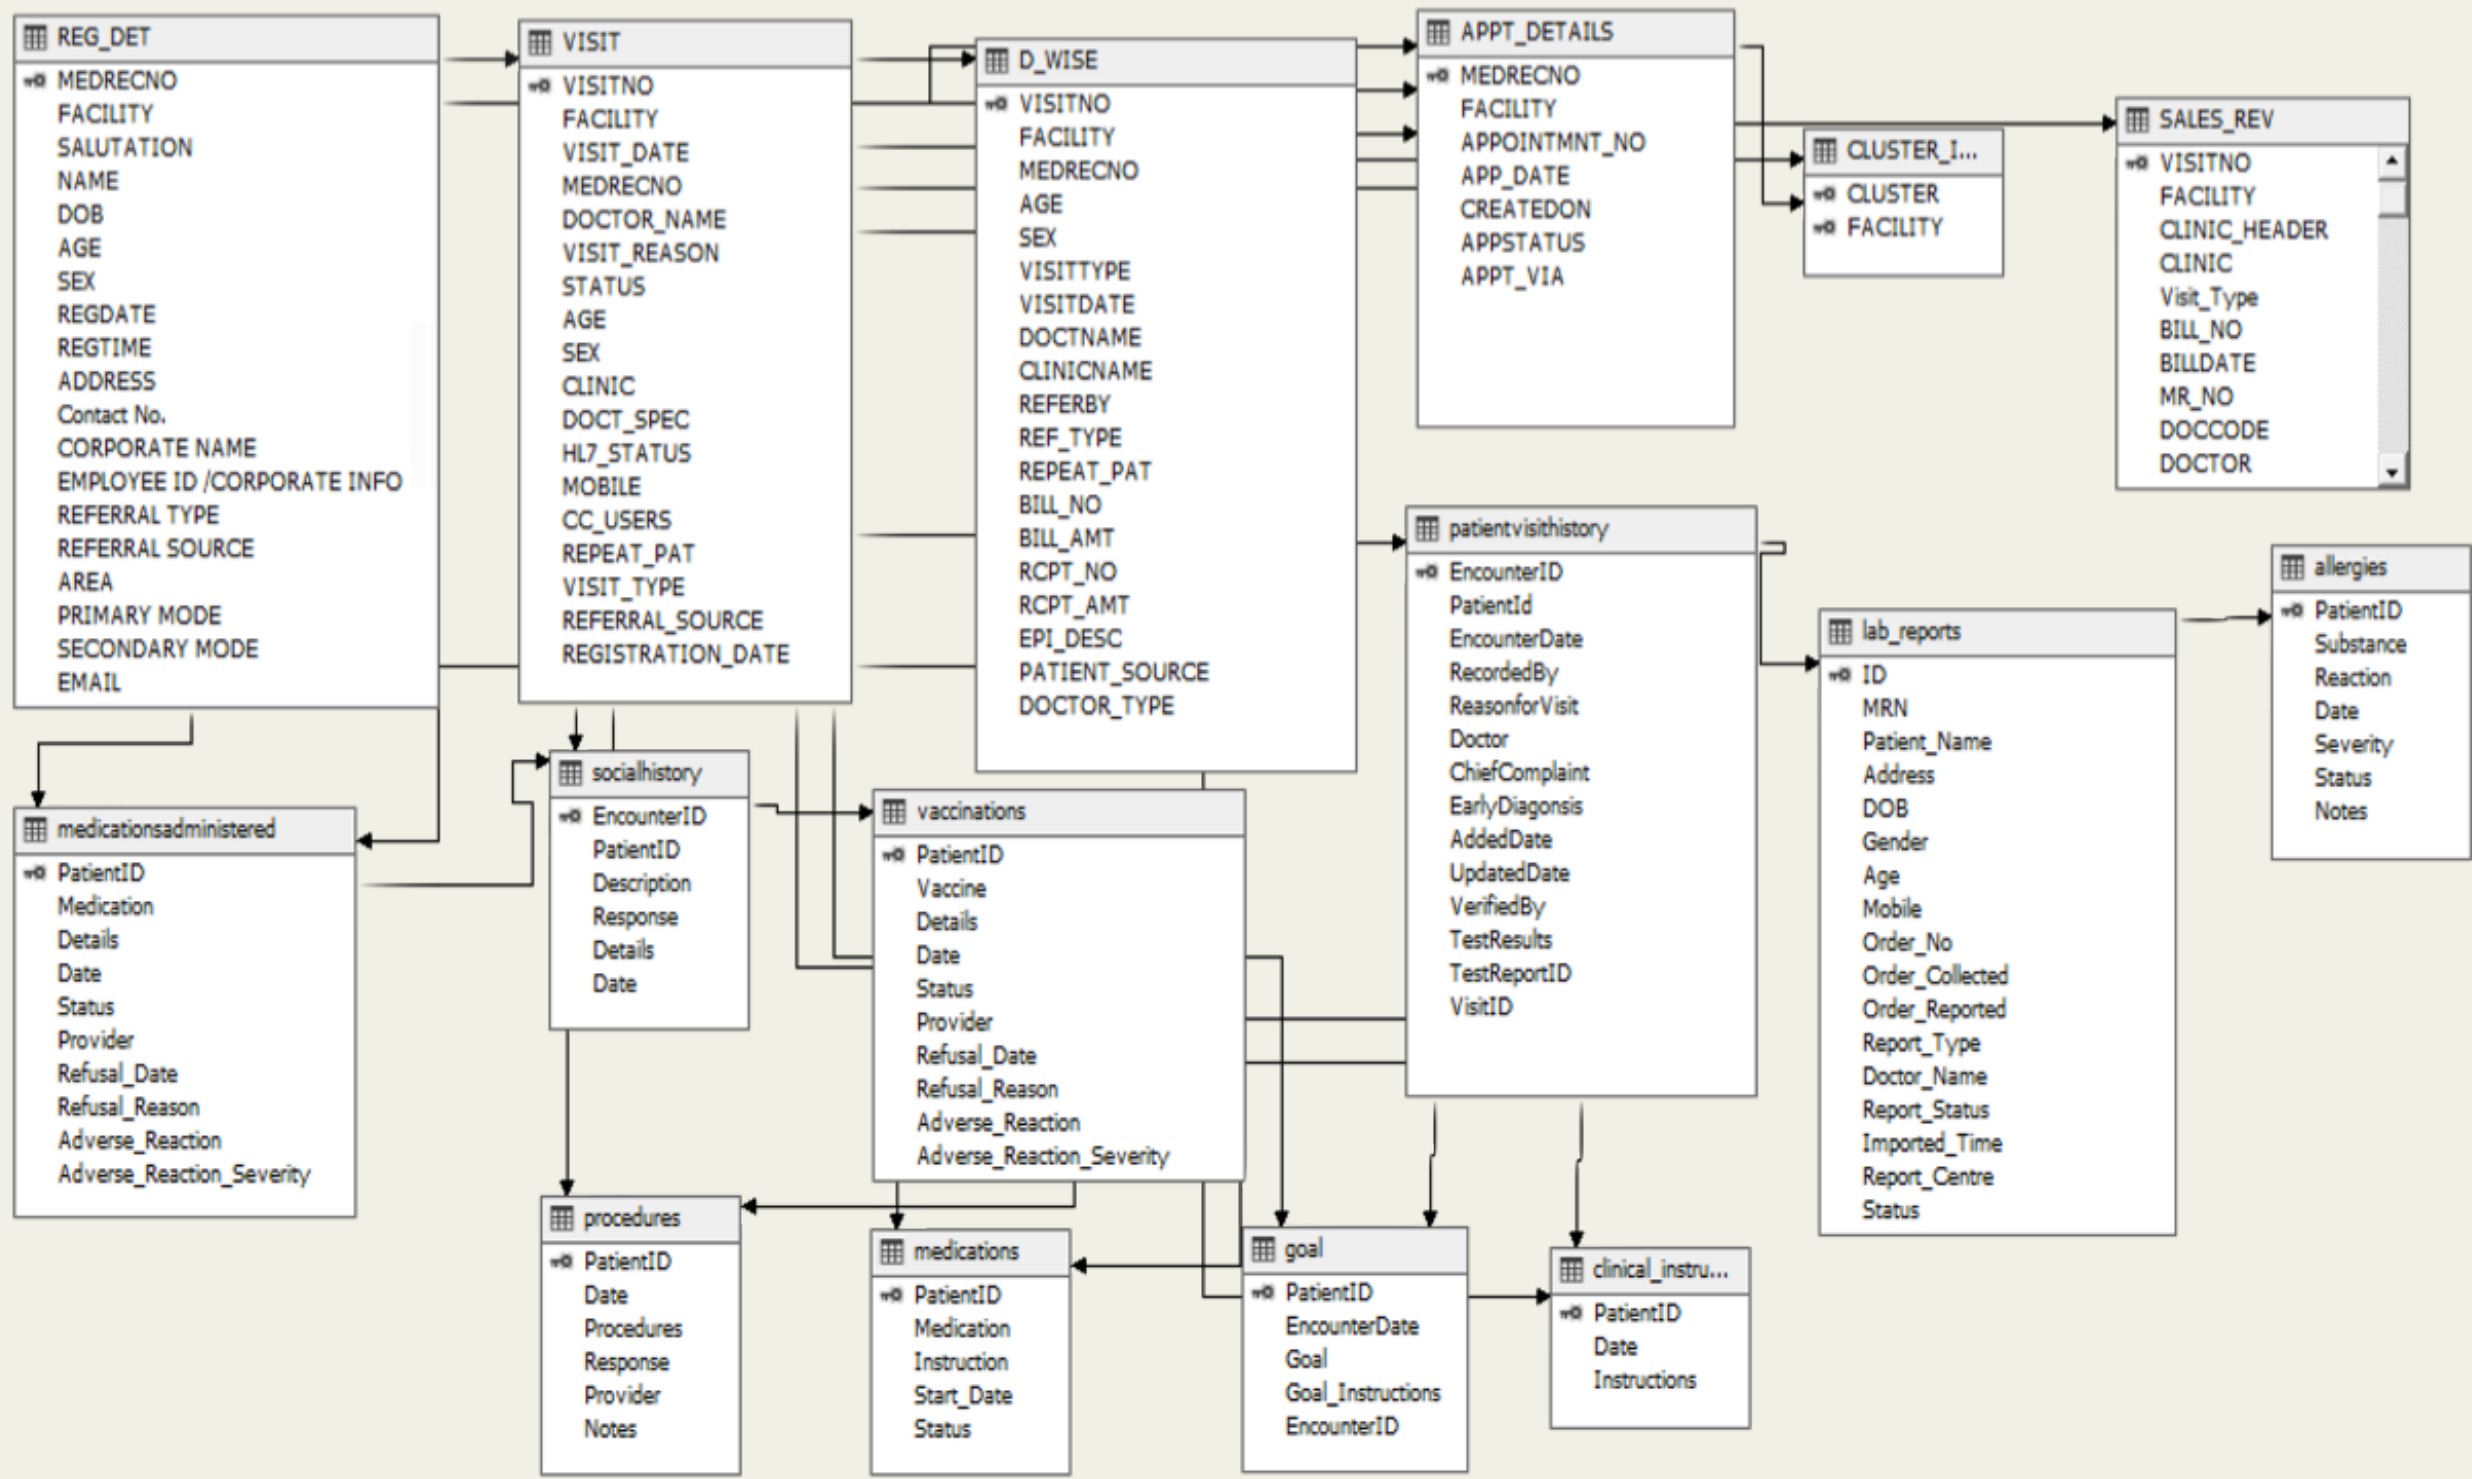 REG_DET
MEDRECNO
FACILITY
SALUTATION
NAME
DOB
AGE
SEX
REGDATE
REGTIME
ADDRESS
Contact No.
CORPORATE NAME
EMPLOYEE ID /CORPORATE INFO
REFERRAL TYPE
REFERRAL SOURCE
AREA
PRIMARY MODE
SECONDARY MODE
EMAIL
VISIT
VISITNO
FACILITY
VISIT_DATE
MEDRECNO
DOCTOR_NAME
VISIT_REASON
STATUS
AGE
SEX
CLINIC
DOCT_SPEC
HL7_STATUS
MOBILE
CC_USERS
REPEAT_PAT
VISIT_TYPE
REFERRAL_SOURCE
REGISTRATION_DATE
D_WISE
VISITNO
FACILITY
MEDRECNO
AGE
SEX
VISITTYPE
VISITDATE
DOCTNAME
CLINICNAME
REFERBY
REF_TYPE
REPEAT_PAT
BILL_NO
BILL_AMT
RCPT_NO
RCPT_AMT
EPI_DESC
PATIENT_SOURCE
DOCTOR_TYPE
APPT_DETAILS
MEDRECNO
FACILITY
APPOINTMNT_NO
APP_DATE
CREATEDON
APPSTATUS
APPT_VIA
CLUSTER_I...
CLUSTER
FACILITY
SALES_REV
VISITNO
FACILITY
CLINIC_HEADER
CLINIC
Visit_Type
BILL_NO
BILLDATE
MR_NO
DOCCODE
DOCTOR
patientvisithistory
EncounterID
PatientId
EncounterDate
RecordedBy
ReasonforVisit
Doctor
ChiefComplaint
EarlyDiagonsis
AddedDate
UpdatedDate
VerifiedBy
TestResults
TestReportID
VisitID
lab_reports
ID
MRN
Patient_Name
Address
DOB
Gender
Age
Mobile
Order_No
Order_Collected
Order_Reported
Report_Type
Doctor_Name
Report_Status
Imported_Time
Report_Centre
Status
allergies
PatientID
Substance
Reaction
Date
Severity
Status
Notes
medicationsadministered
PatientID
Medication
Details
Date
Status
Provider
Refusal_Date
Refusal_Reason
Adverse_Reaction
Adverse_Reaction_Severity
socialhistory
EncounterID
PatientID
Description
Response
Details
Date
vaccinations
PatientID
Vaccine
Details
Date
Status
Provider
Refusal_Date
Refusal_Reason
Adverse_Reaction
Adverse_Reaction_Severity
procedures
PatientID
Date
Procedures
Response
Provider
Notes
medications
PatientID
Medication
Instruction
Start_Date
Status
goal
PatientID
EncounterDate
Goal
Goal_Instructions
EncounterID
clinical_instru...
PatientID
Date
Instructions